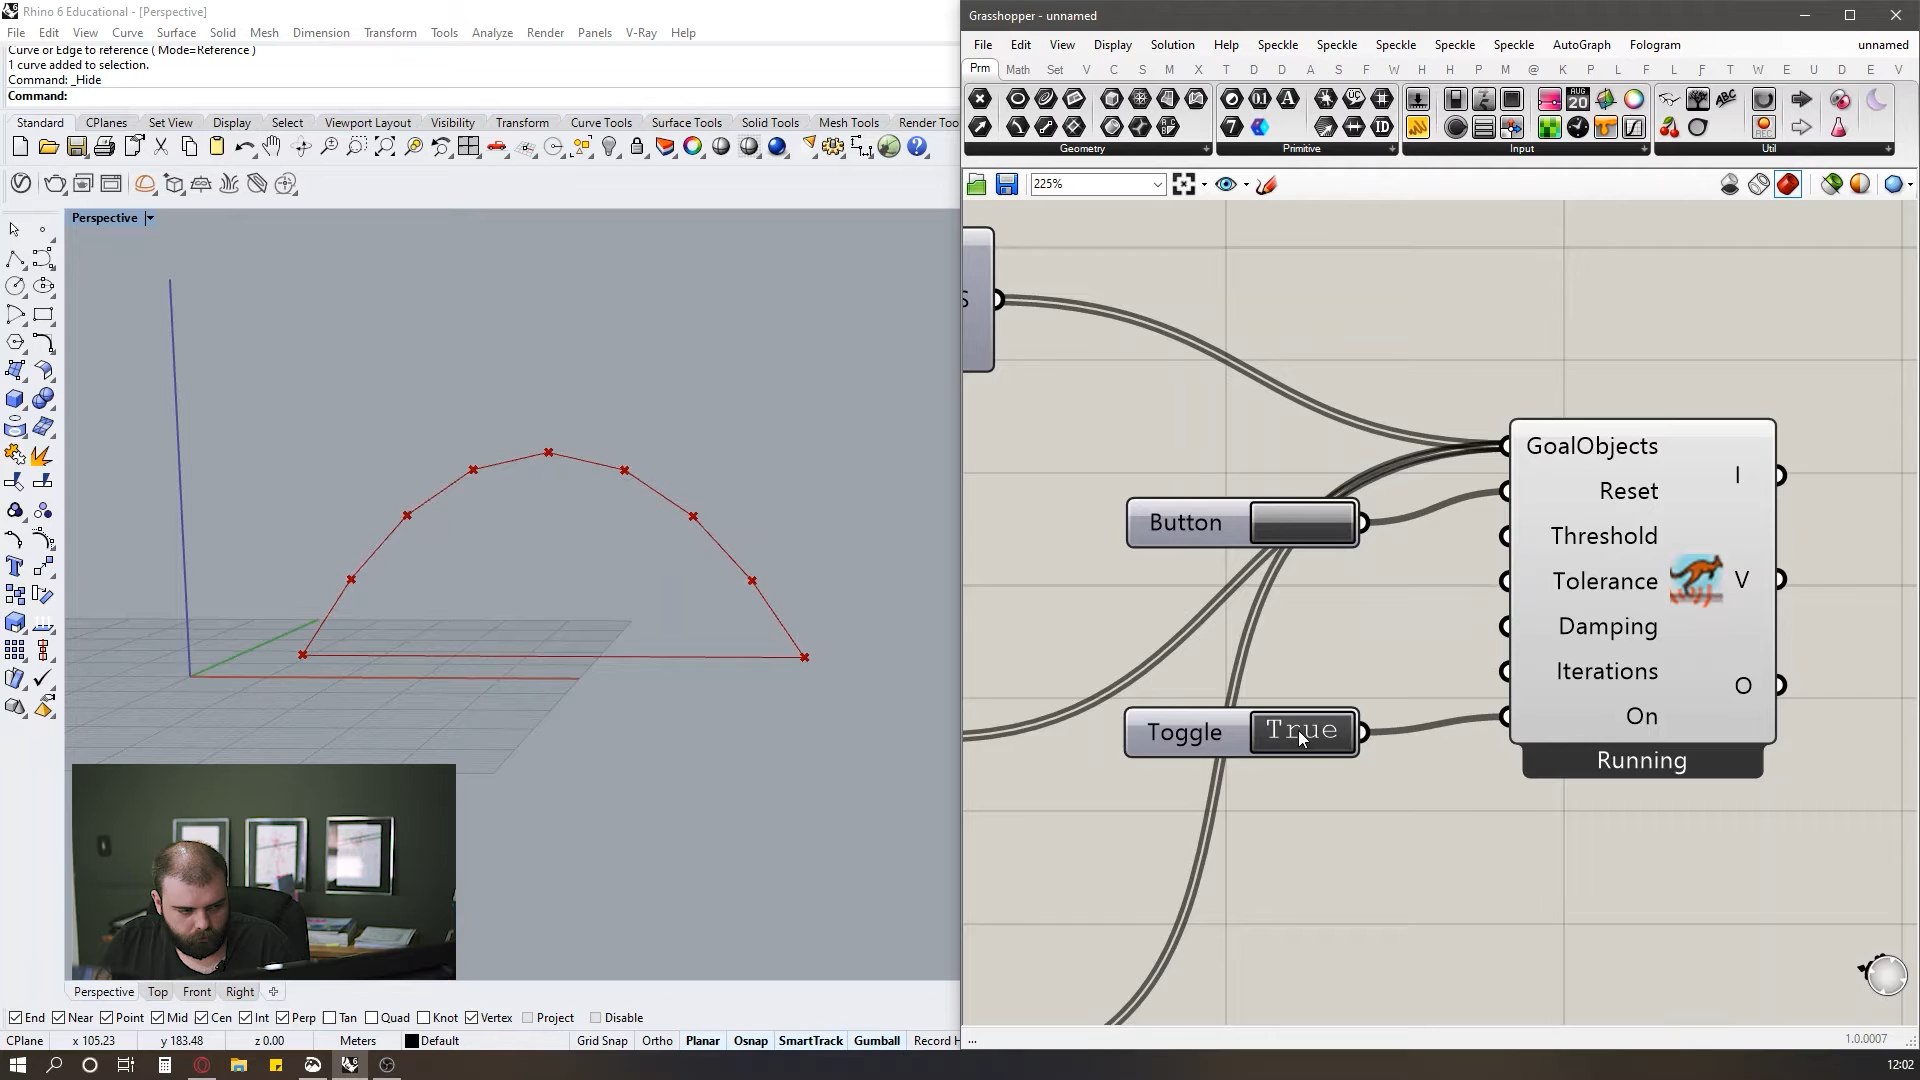 Rhino 6 Educational - [Perspective]
File Edit View Curve Surface Solid Mesh Dimension Transform Tools Analyze Render Panels V-Ray Help
Curve or Edge to reference ( Mode=Reference )
1 curve added to selection.
Command: _Hide
Command:
Standard CPlanes Set View Display Select Viewport Layout Visibility Transform Curve Tools Surface Tools Solid Tools Mesh Tools Render Too
Perspective
Perspective Top Front Right
End Near Point Mid Cen Int Perp Tan Quad Knot Vertex Project Disable
CPlane x 105.23 y 183.48 z 0.00 Meters Default Grid Snap Ortho Planar Osnap SmartTrack Gumball Record H
Grasshopper - unnamed
File Edit View Display Solution Help Speckle Speckle Speckle Speckle Speckle AutoGraph Fologram unnamed
Prm Math Set V C S M X T D D A S F W H H P M @ K P L F L F T W E U D E V
Geometry Primitive Input Util
225%
S
GoalObjects
Reset
Threshold
Tolerance
Damping
Iterations
On
I
V
O
Running
Button
Toggle True
... 1.0.0007
12:02